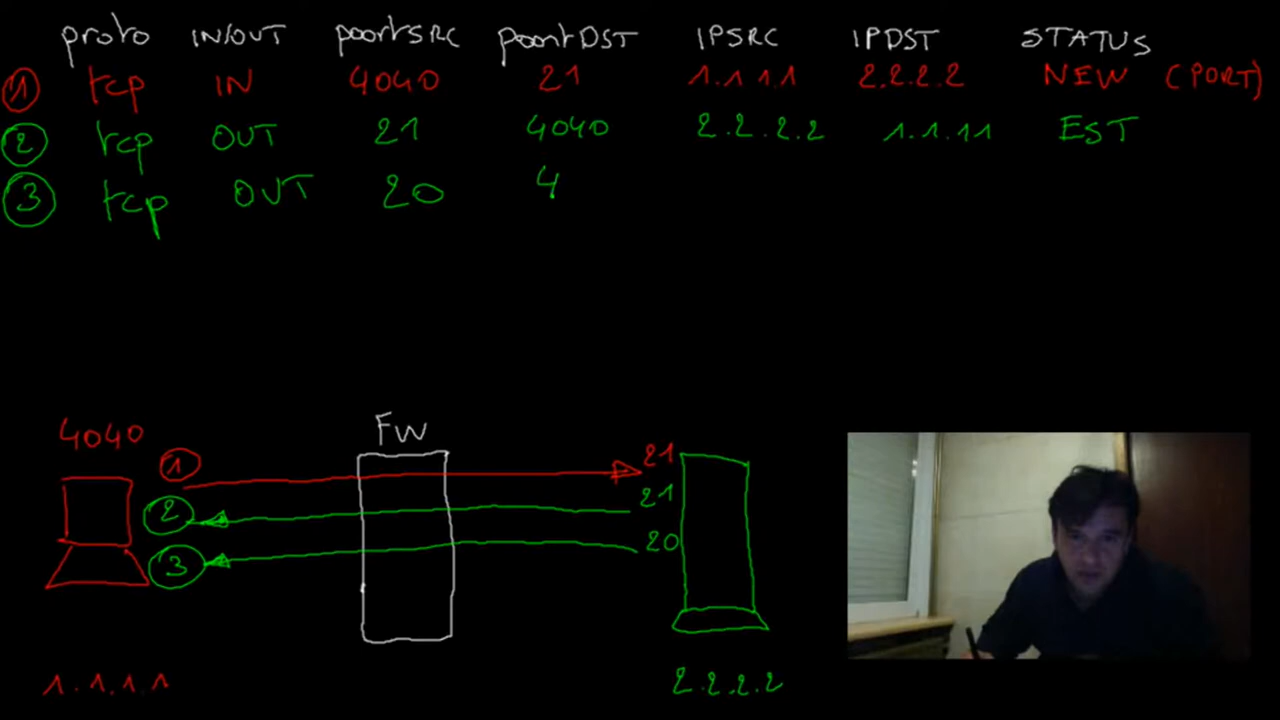 proto IN/OUT poortSRC poortDST IPSRC IPDST STATUS
1 tcp IN 4040 21 1.1.1.1 2.2.2.2 NEW (PORT)
2 tcp OUT 21 4040 2.2.2.2 1.1.1.1 EST
3 tcp OUT 20 4
FW
4040
1 21
2 21
3 20
1.1.1.1 2.2.2.2